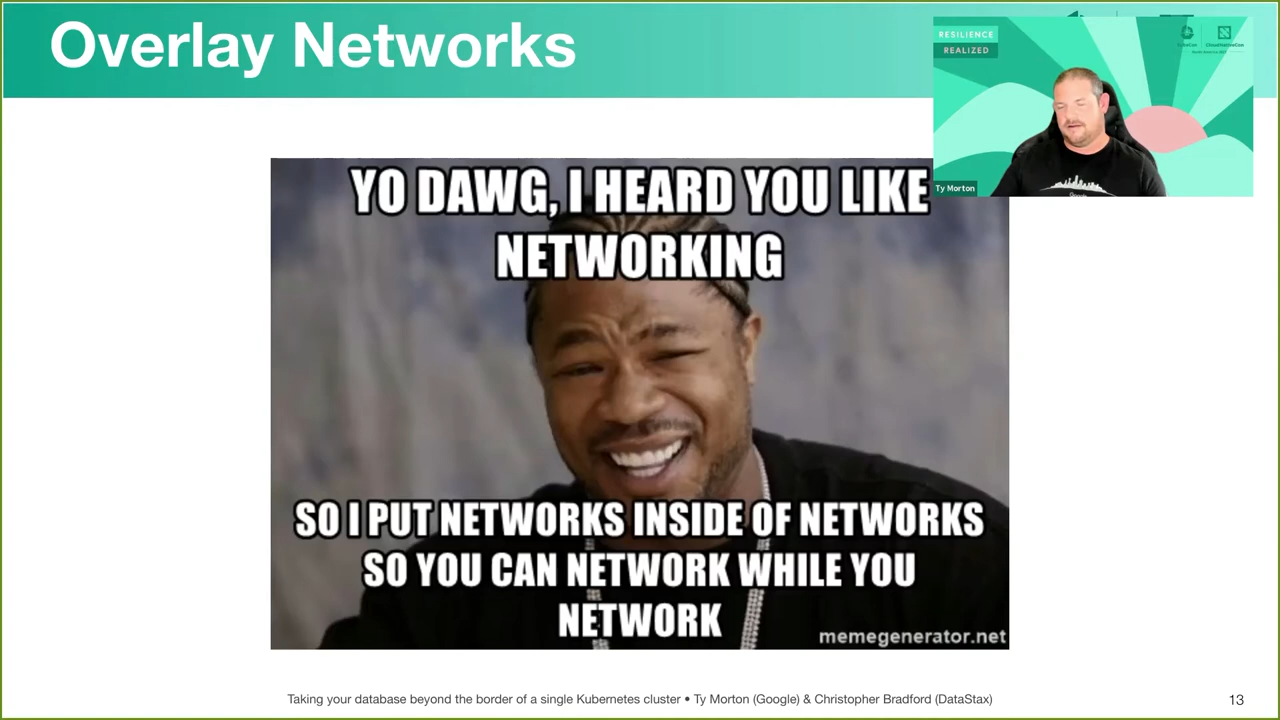 Overlay Networks
RESILIENCE
REALIZED
CloudNativeCon
Ty Morton
YO DAWG, I HEARD YOU LIKE
NETWORKING
SO I PUT NETWORKS INSIDE OF NETWORKS
SO YOU CAN NETWORK WHILE YOU
NETWORK
memegenerator.net
Taking your database beyond the border of a single Kubernetes cluster • Ty Morton (Google) & Christopher Bradford (DataStax)
13